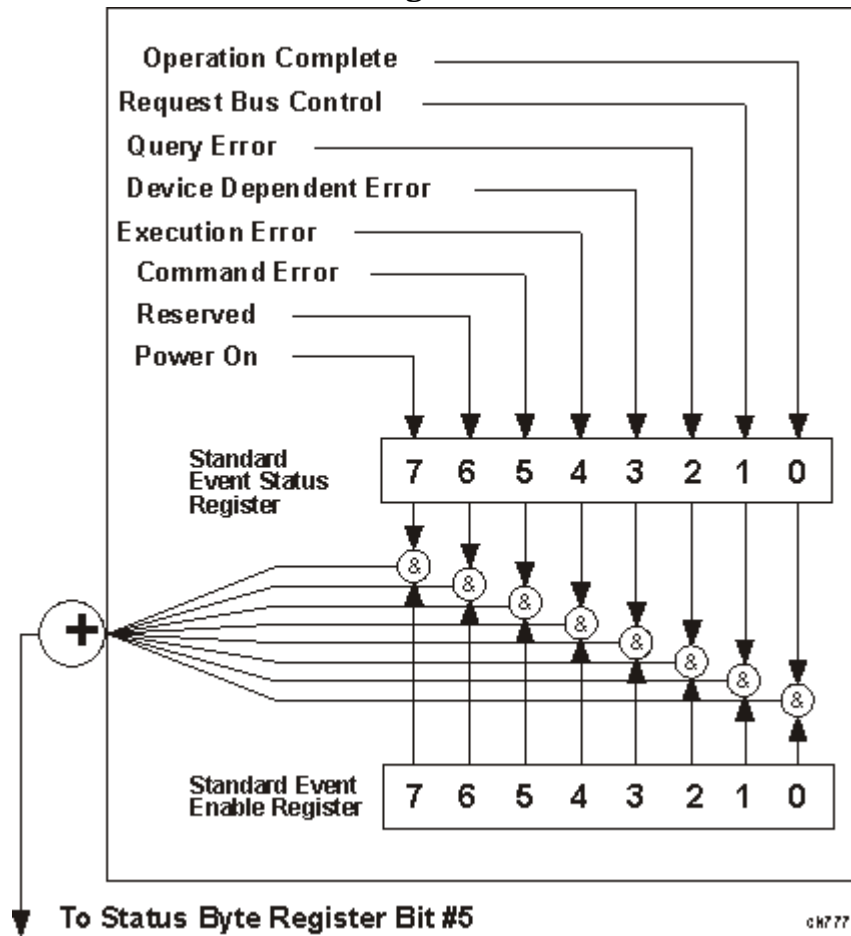 Operation Complete
Request Bus Control
Query Error
Device Dependent Error
Execution Error
Command Error
Reserved
Power On
Standard
Event Status
Register
7 6 5 4 3 2 1 0
&
&
&
&
&
&
&
&
+
Standard Event
Enable Register
7 6 5 4 3 2 1 0
To Status Byte Register Bit #5